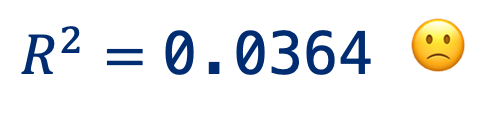 R² = 0.0364 🙁